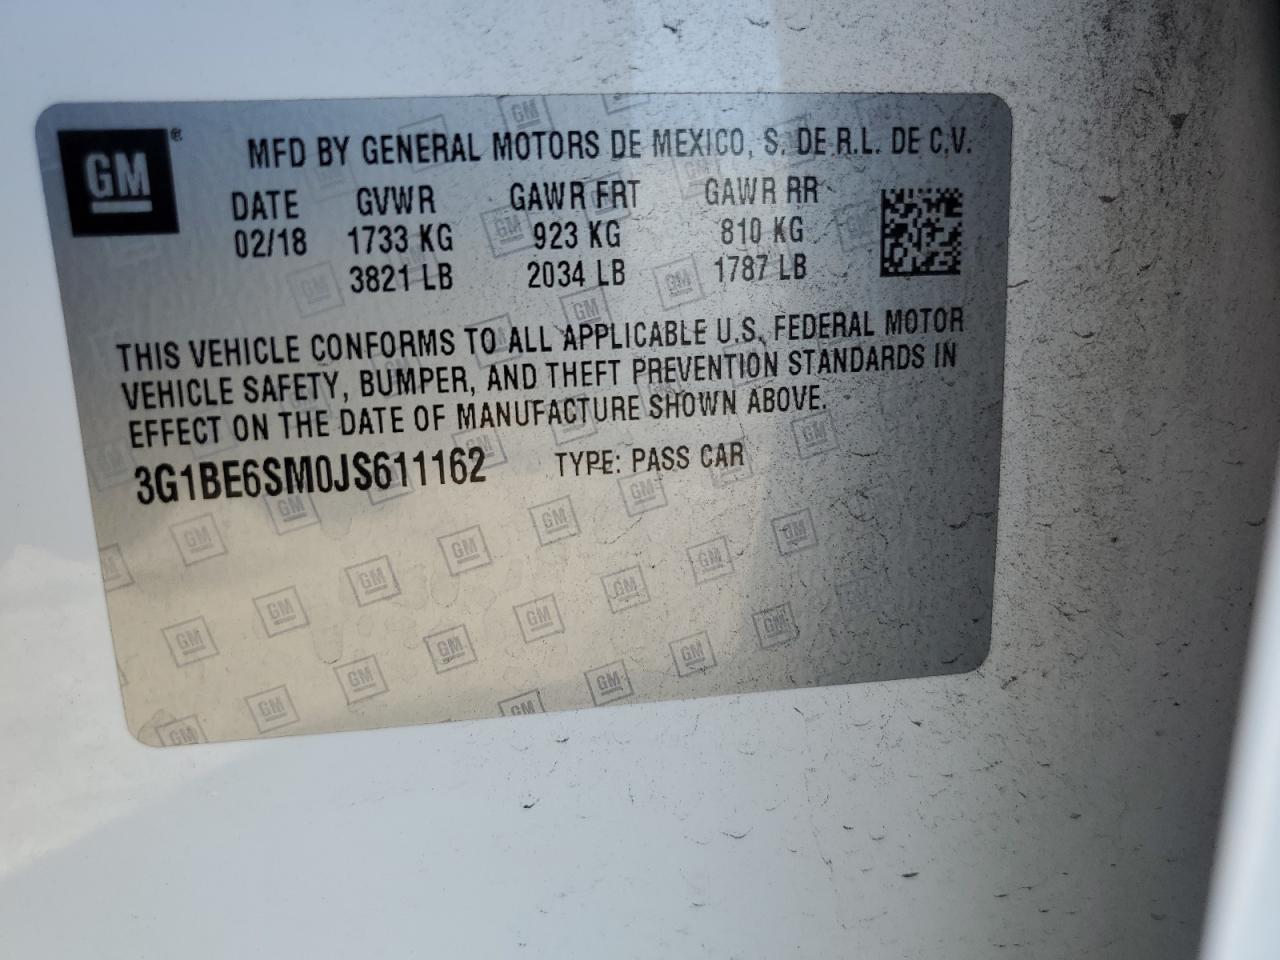 GM ®
MFD BY GENERAL MOTORS DE MEXICO, S. DE R.L. DE C.V.
DATE GVWR GAWR FRT GAWR RR
02/18 1733 KG 923 KG 810 KG
3821 LB 2034 LB 1787 LB
THIS VEHICLE CONFORMS TO ALL APPLICABLE U.S. FEDERAL MOTOR
VEHICLE SAFETY, BUMPER, AND THEFT PREVENTION STANDARDS IN
EFFECT ON THE DATE OF MANUFACTURE SHOWN ABOVE.
3G1BE6SM0JS611162 TYPE: PASS CAR